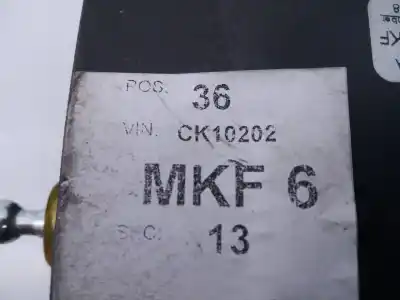 POS. 36
VIN. CK10202
MKF 6
13